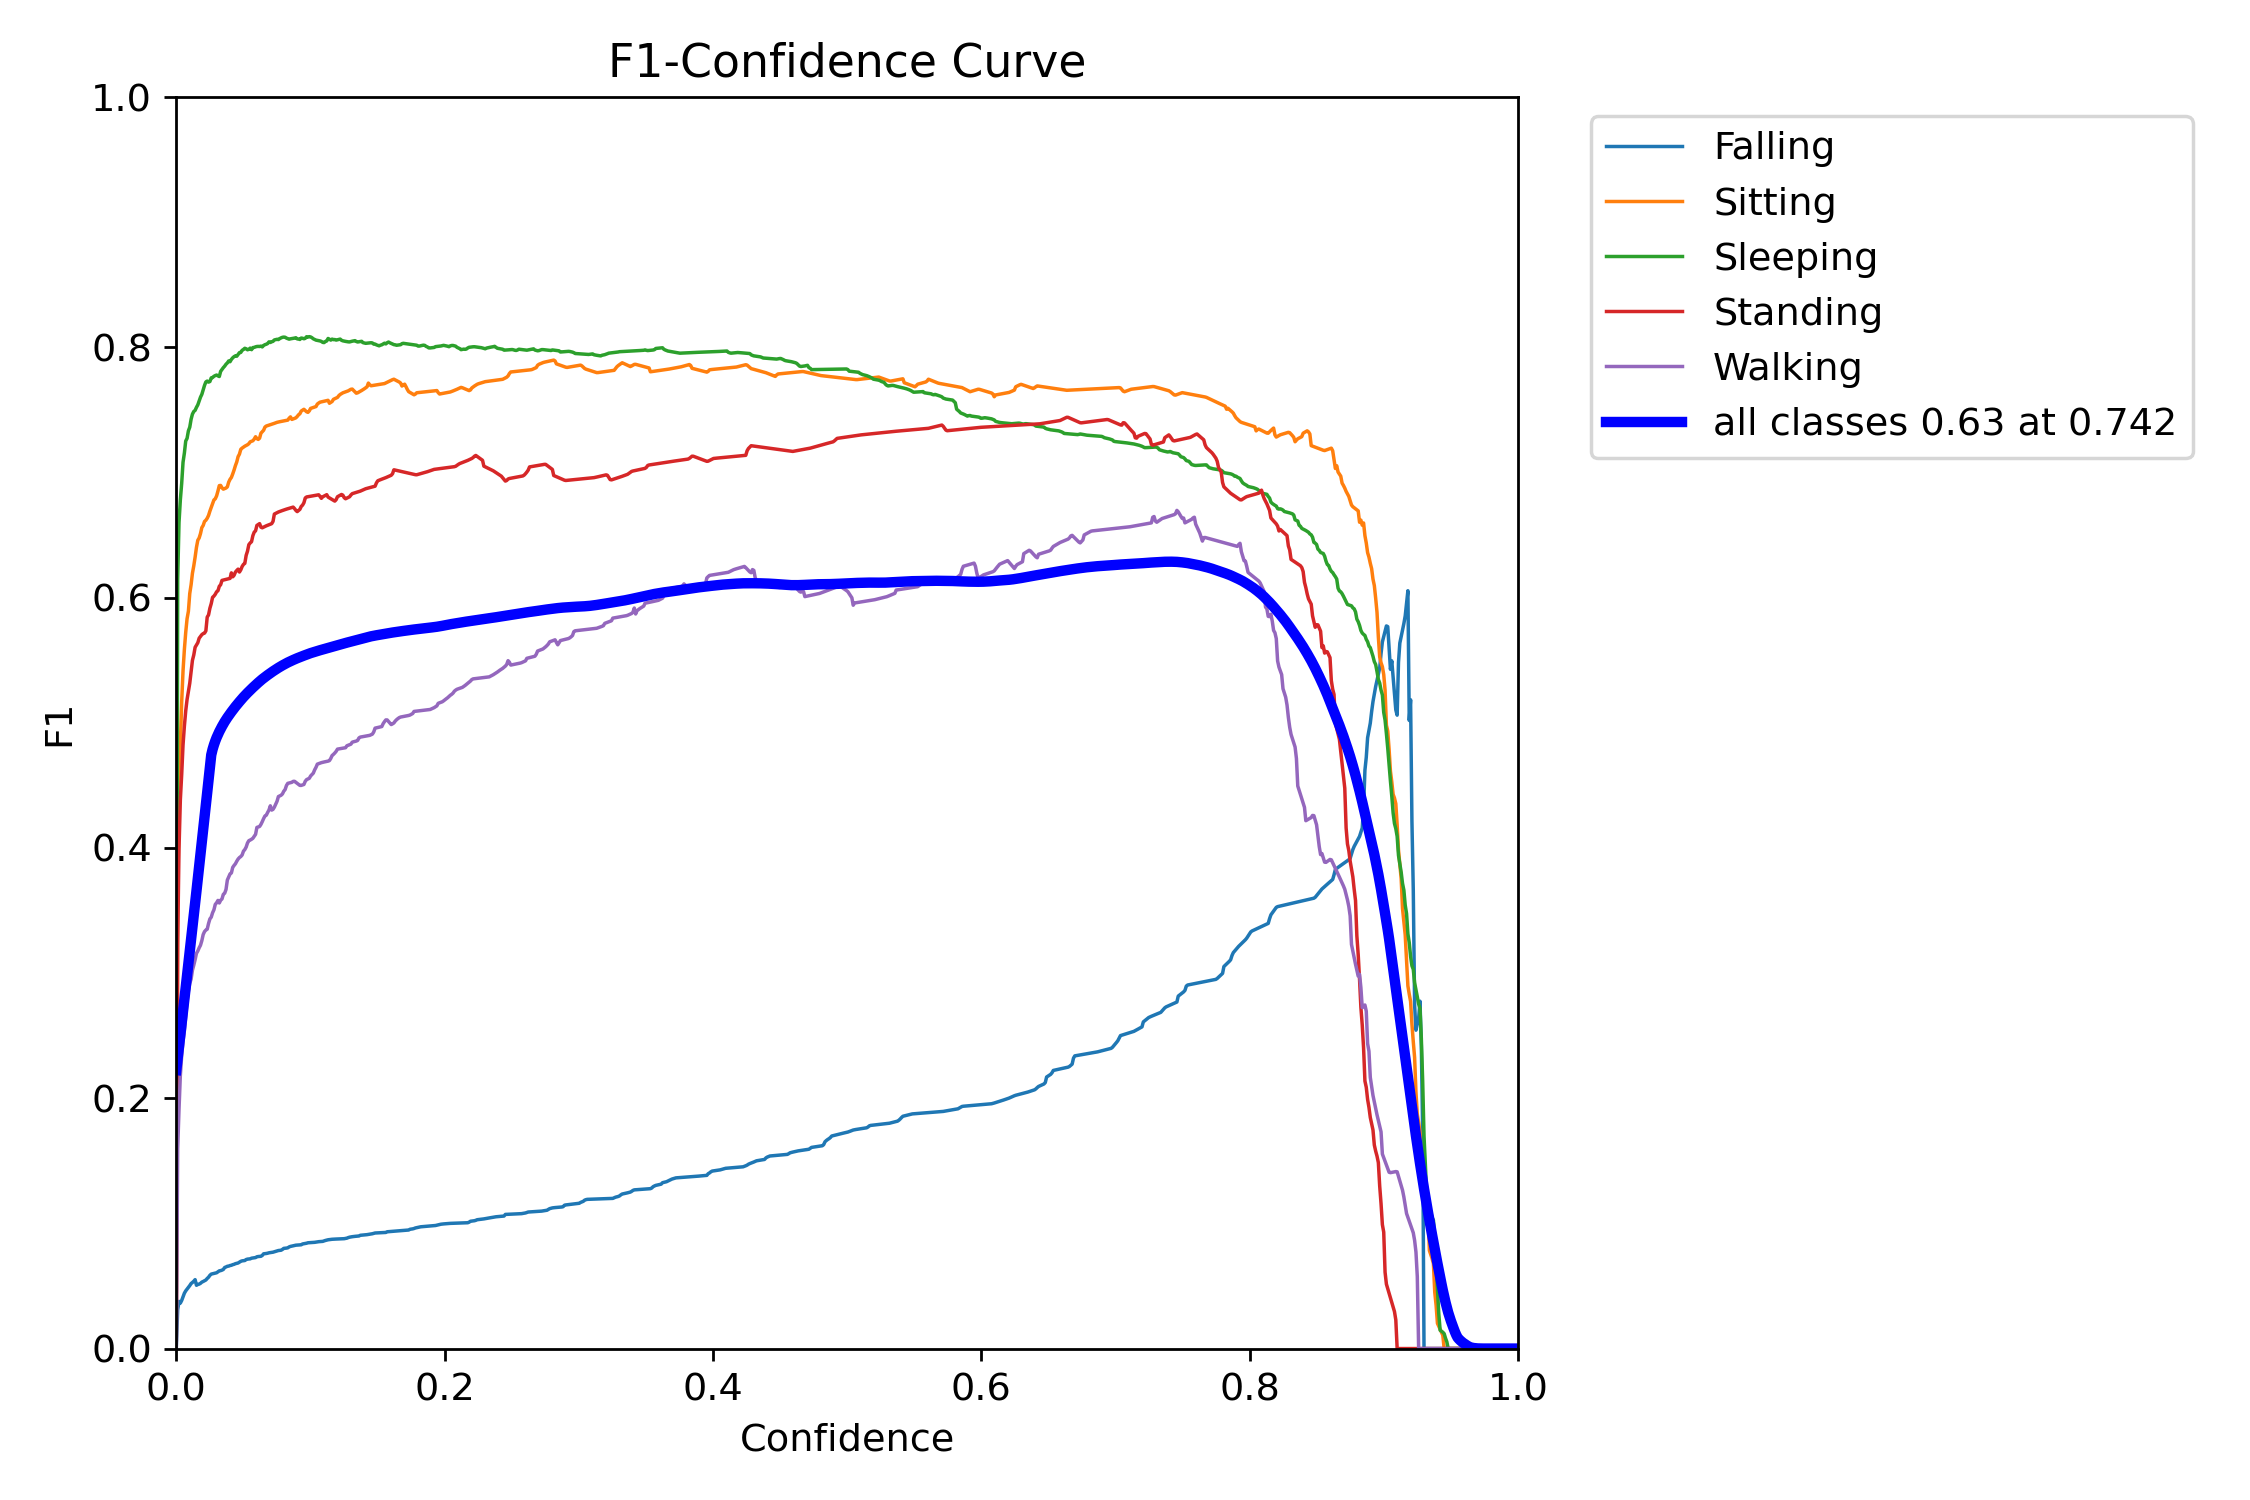 F1-Confidence Curve
1.0
0.8
0.6
0.4
0.2
0.0
F1
0.0 0.2 0.4 0.6 0.8 1.0
Confidence
Falling
Sitting
Sleeping
Standing
Walking
all classes 0.63 at 0.742